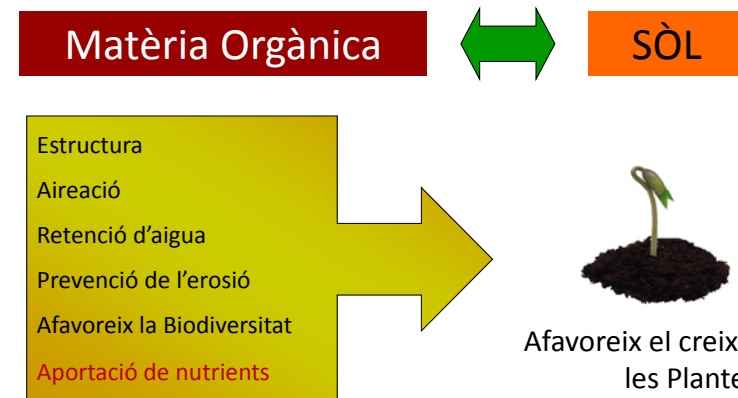 Matèria Orgànica
SÒL
Estructura
Aireació
Retenció d'aigua
Prevenció de l'erosió
Afavoreix la Biodiversitat
Aportació de nutrients
Afavoreix el creix
les Plante